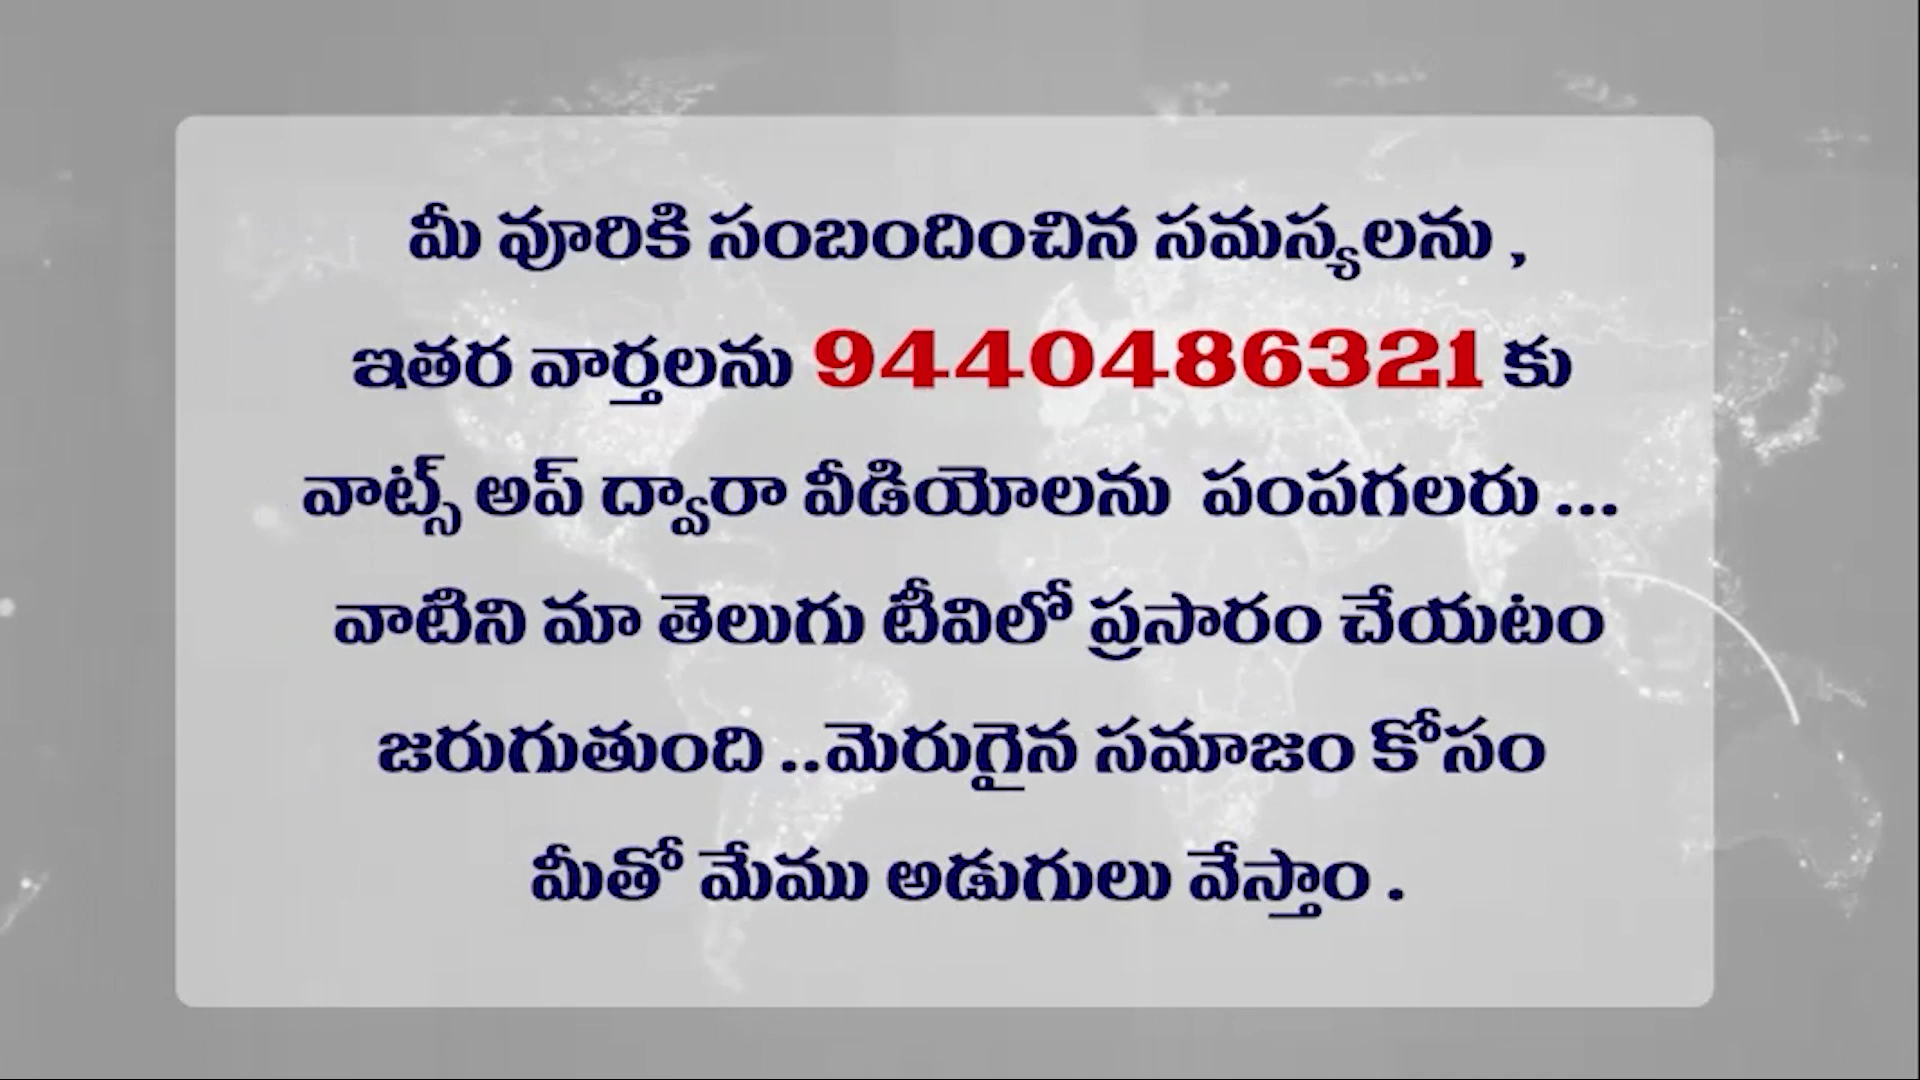 మీ వూరికి సంబందించిన సమస్యలను ,
ఇతర వార్తలను 9440486321 కు
వాట్స్ అప్ ద్వారా వీడియోలను పంపగలరు ...
వాటిని మా తెలుగు టీవిలో ప్రసారం చేయటం
జరుగుతుంది ..మెరుగైన సమాజం కోసం
మీతో మేము అడుగులు వేస్తాం .